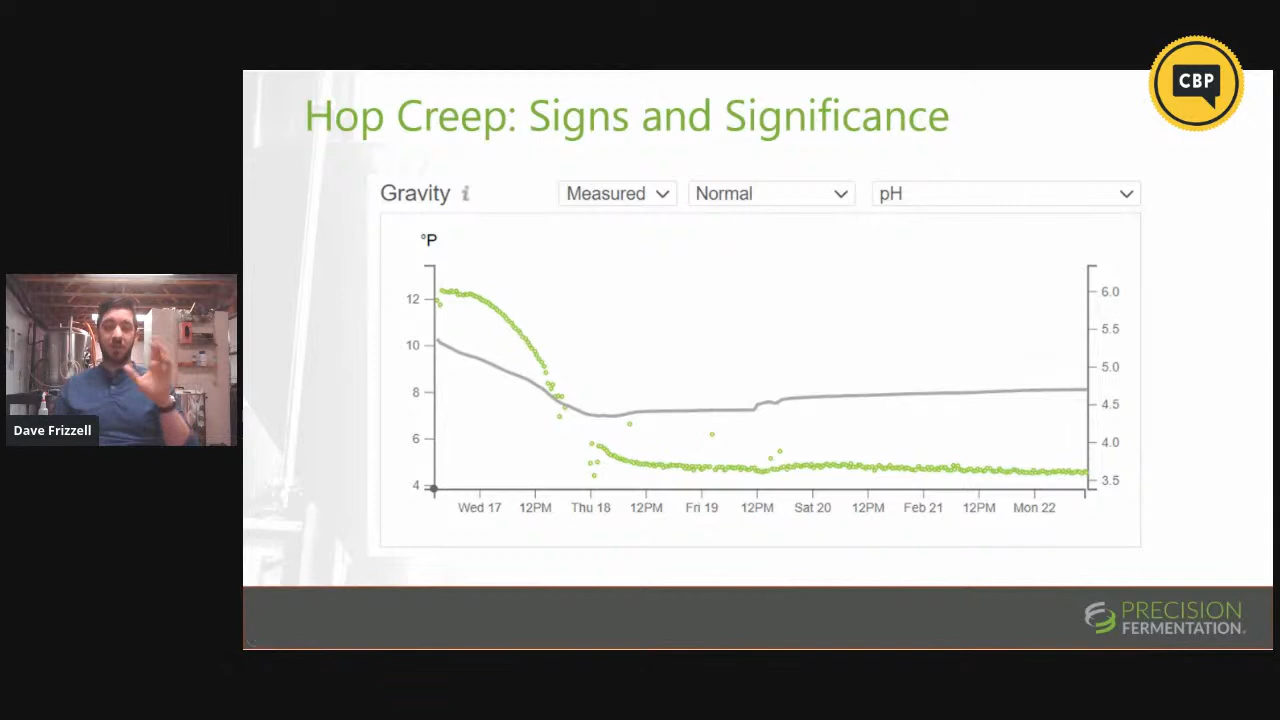 CBP
Hop Creep: Signs and Significance
Gravity i Measured Normal pH
°P
12
10
8
6
4
6.0
5.5
5.0
4.5
4.0
3.5
Wed 17 12PM Thu 18 12PM Fri 19 12PM Sat 20 12PM Feb 21 12PM Mon 22
Dave Frizzell
PRECISION
FERMENTATION